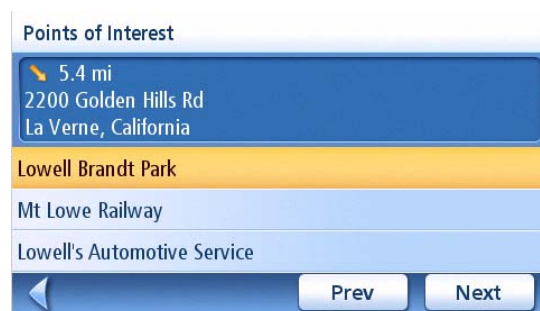 Points of Interest
5.4 mi
2200 Golden Hills Rd
La Verne, California
Lowell Brandt Park
Mt Lowe Railway
Lowell's Automotive Service
Prev Next